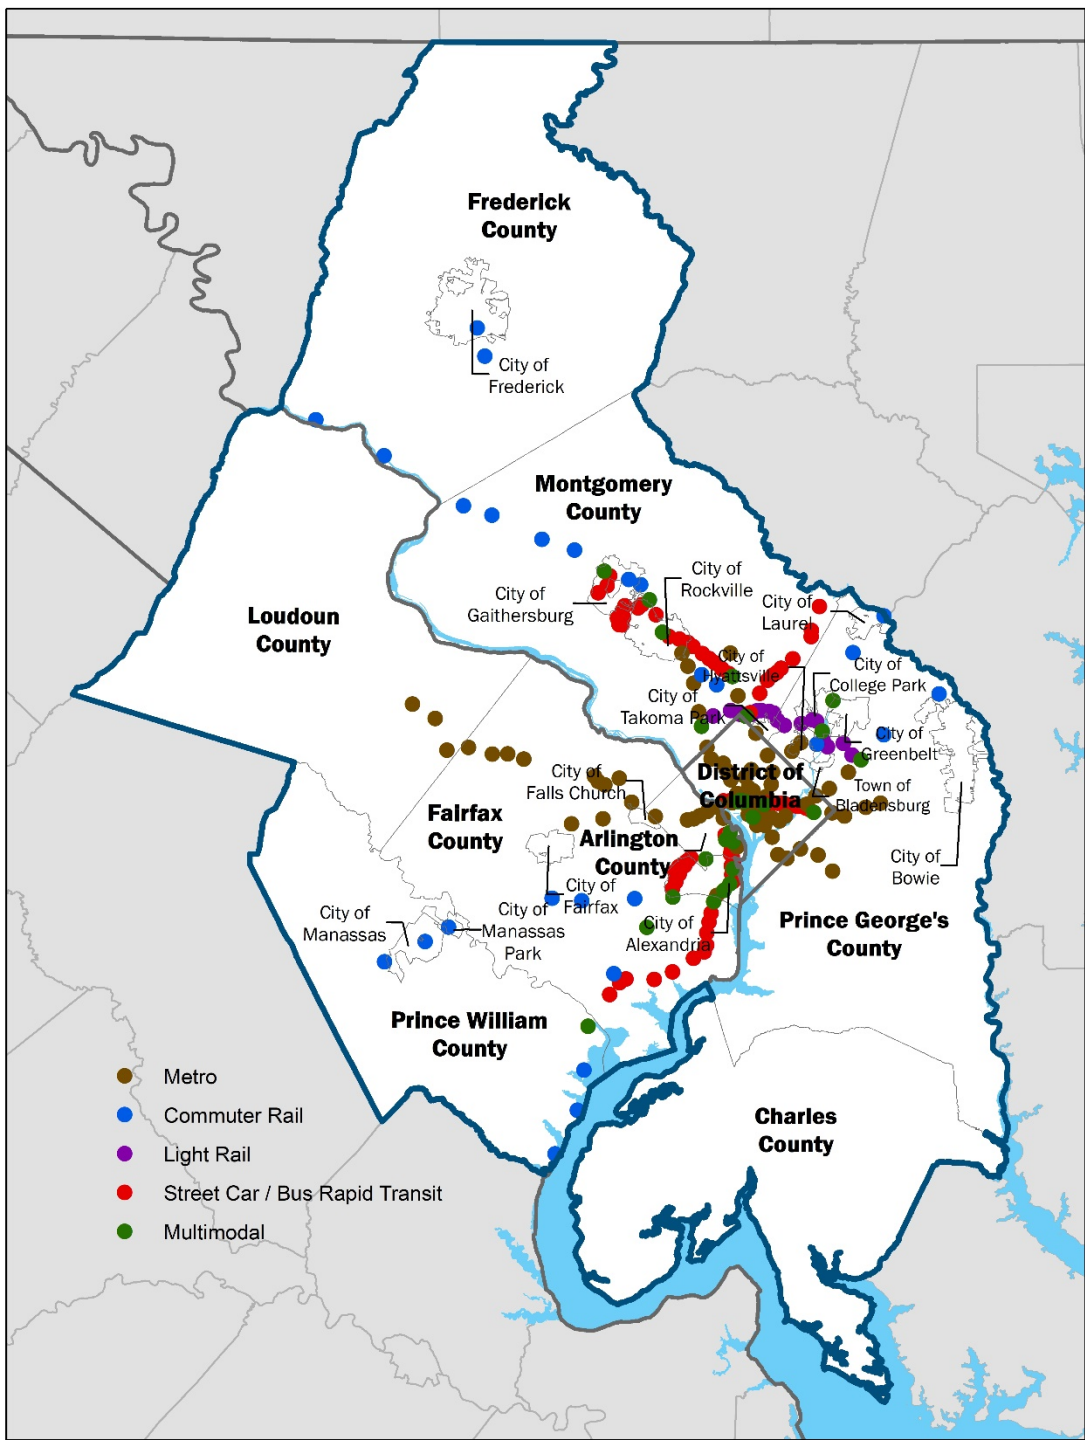 Frederick
County
City of
Frederick
Montgomery
County
City of
Rockville
City of
Gaithersburg
City of
Laurel
Loudoun
County
City of
Hyattsville
City of
College Park
City of
Takoma Park
City of
Greenbelt
District of
Columbia
City of
Falls Church
Town of
Bladensburg
Fairfax
County
Arlington
County
City of
Bowie
City of
Fairfax
City of
Manassas
City of
Manassas
Park
City of
Alexandria
Prince George's
County
Prince William
County
Metro
Commuter Rail
Light Rail
Street Car / Bus Rapid Transit
Multimodal
Charles
County